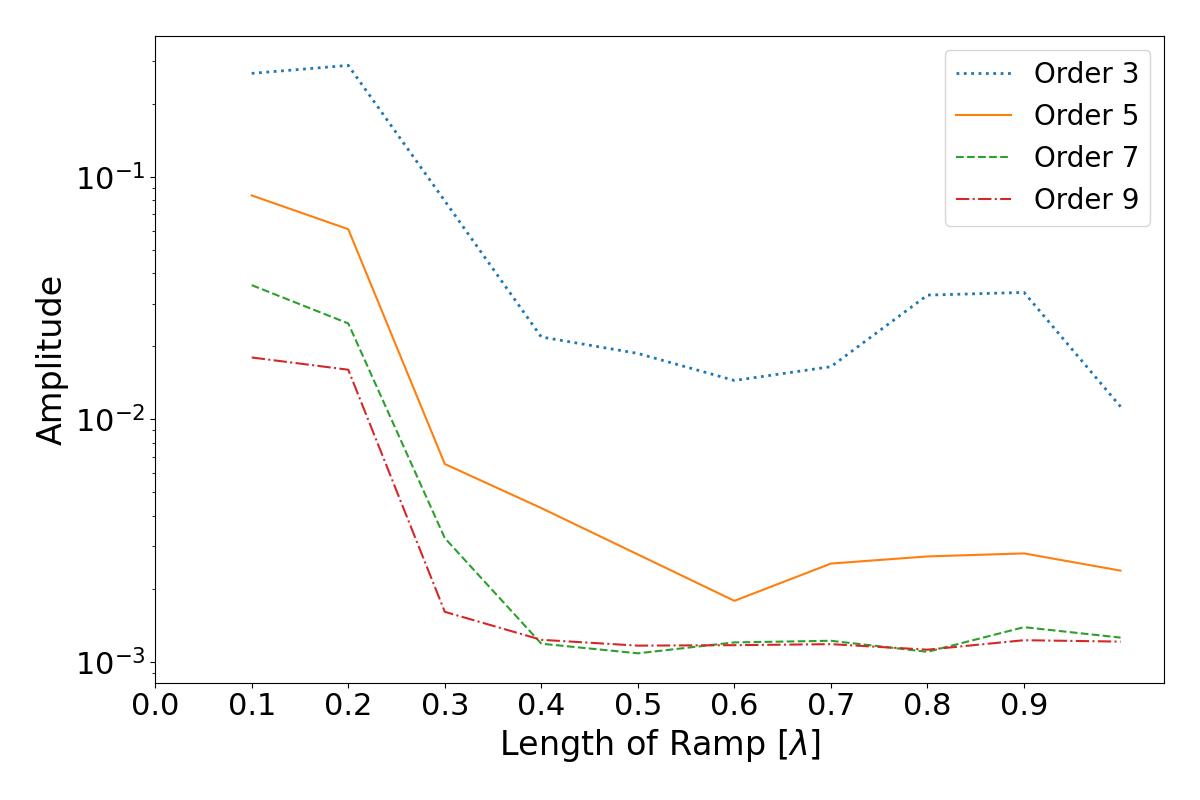 Order 3
Order 5
Order 7
Order 9
10⁻¹
10⁻²
10⁻³
Amplitude
0.0 0.1 0.2 0.3 0.4 0.5 0.6 0.7 0.8 0.9
Length of Ramp [λ]